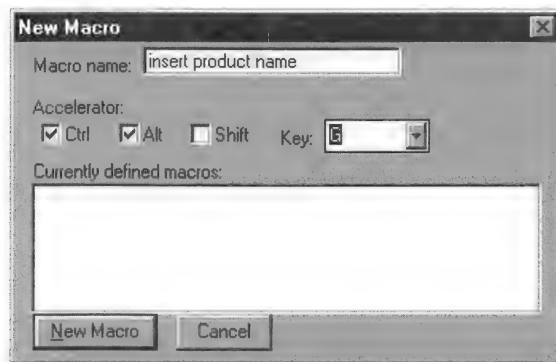 New Macro
Macro name: insert product name
Accelerator:
Ctrl Alt Shift Key: G
Currently defined macros:
New Macro Cancel